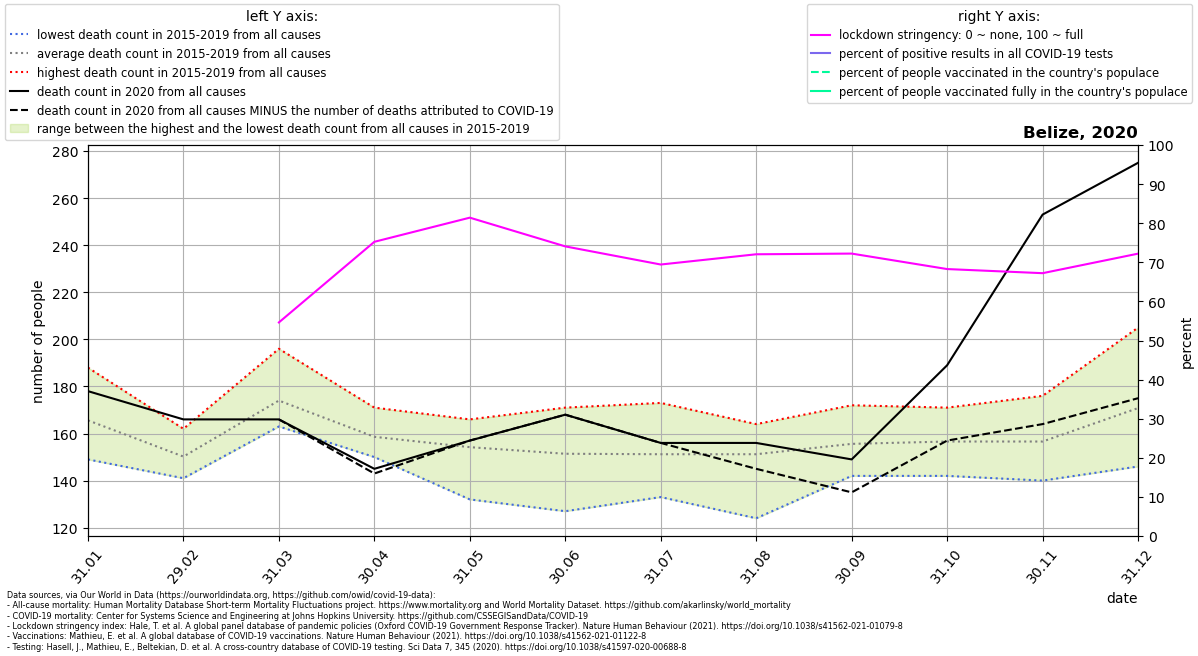 left Y axis:
lowest death count in 2015-2019 from all causes
average death count in 2015-2019 from all causes
highest death count in 2015-2019 from all causes
death count in 2020 from all causes
death count in 2020 from all causes MINUS the number of deaths attributed to COVID-19
range between the highest and the lowest death count from all causes in 2015-2019
right Y axis:
lockdown stringency: 0 ~ none, 100 ~ full
percent of positive results in all COVID-19 tests
percent of people vaccinated in the country's populace
percent of people vaccinated fully in the country's populace
Belize, 2020
number of people
280
260
240
220
200
180
160
140
120
100
90
80
70
60
50
40
30
20
10
0
percent
31.01
29.02
31.03
30.04
31.05
30.06
31.07
31.08
30.09
31.10
30.11
31.12
date
Data sources, via Our World in Data (https://ourworldindata.org, https://github.com/owid/covid-19-data):
- All-cause mortality: Human Mortality Database Short-term Mortality Fluctuations project. https://www.mortality.org and World Mortality Dataset. https://github.com/akarlinsky/world_mortality
- COVID-19 mortality: Center for Systems Science and Engineering at Johns Hopkins University. https://github.com/CSSEGISandData/COVID-19
- Lockdown stringency index: Hale, T. et al. A global panel database of pandemic policies (Oxford COVID-19 Government Response Tracker). Nature Human Behaviour (2021). https://doi.org/10.1038/s41562-021-01079-8
- Vaccinations: Mathieu, E. et al. A global database of COVID-19 vaccinations. Nature Human Behaviour (2021). https://doi.org/10.1038/s41562-021-01122-8
- Testing: Hasell, J., Mathieu, E., Beltekian, D. et al. A cross-country database of COVID-19 testing. Sci Data 7, 345 (2020). https://doi.org/10.1038/s41597-020-00688-8